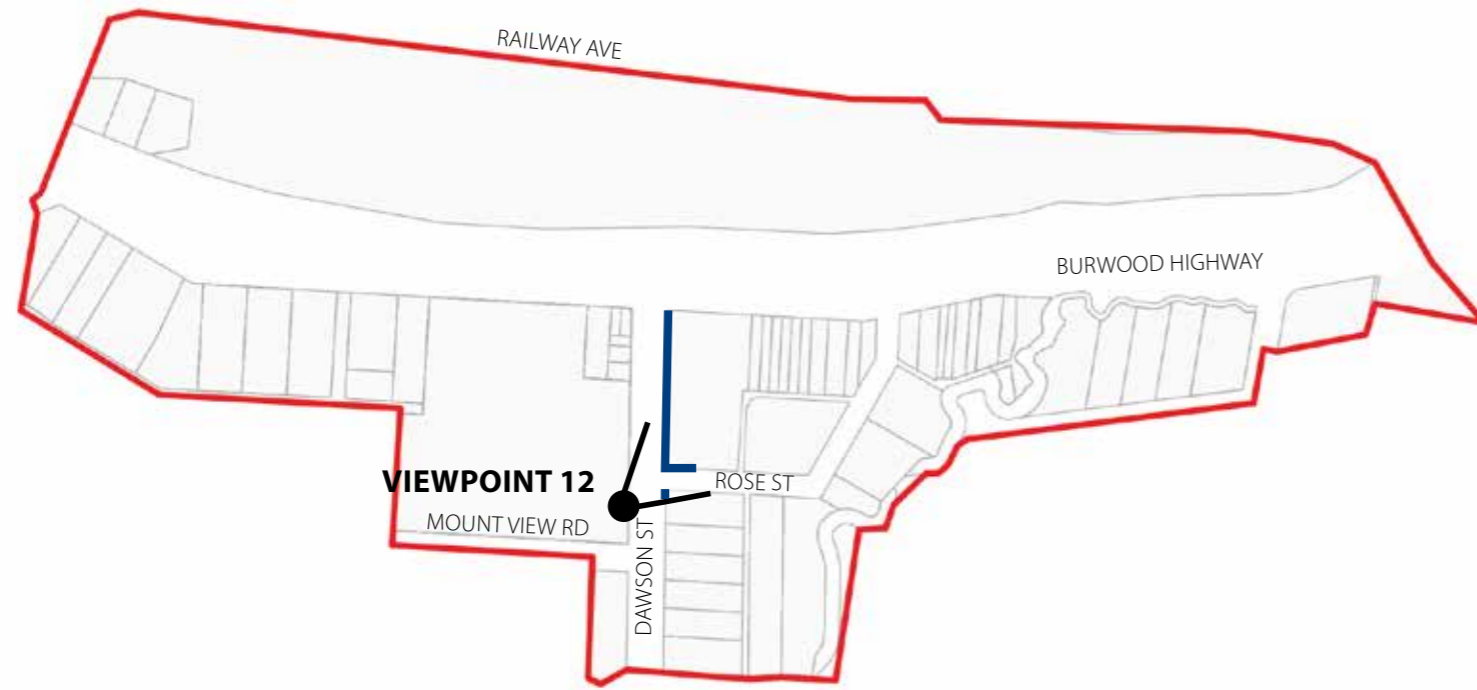 RAILWAY AVE
BURWOOD HIGHWAY
VIEWPOINT 12
ROSE ST
MOUNT VIEW RD
DAWSON ST